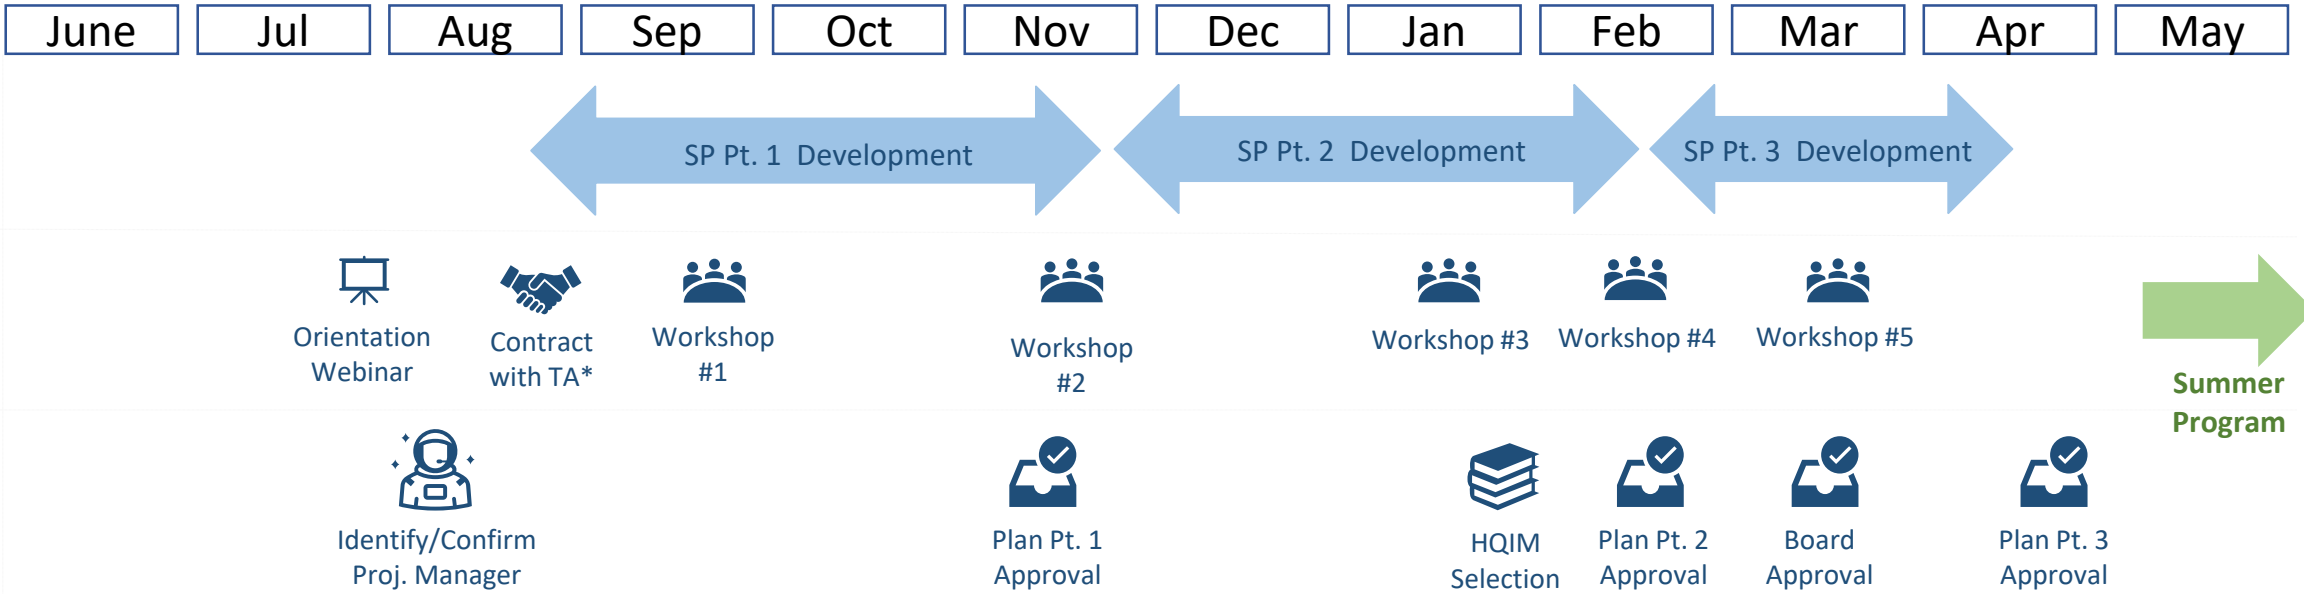 June Jul Aug Sep Oct Nov Dec Jan Feb Mar Apr May
SP Pt. 1 Development
SP Pt. 2 Development
SP Pt. 3 Development
Orientation
Webinar
Contract
with TA*
Workshop
#1
Workshop
#2
Workshop #3
Workshop #4
Workshop #5
Summer
Program
Identify/Confirm
Proj. Manager
Plan Pt. 1
Approval
HQIM
Selection
Plan Pt. 2
Approval
Board
Approval
Plan Pt. 3
Approval